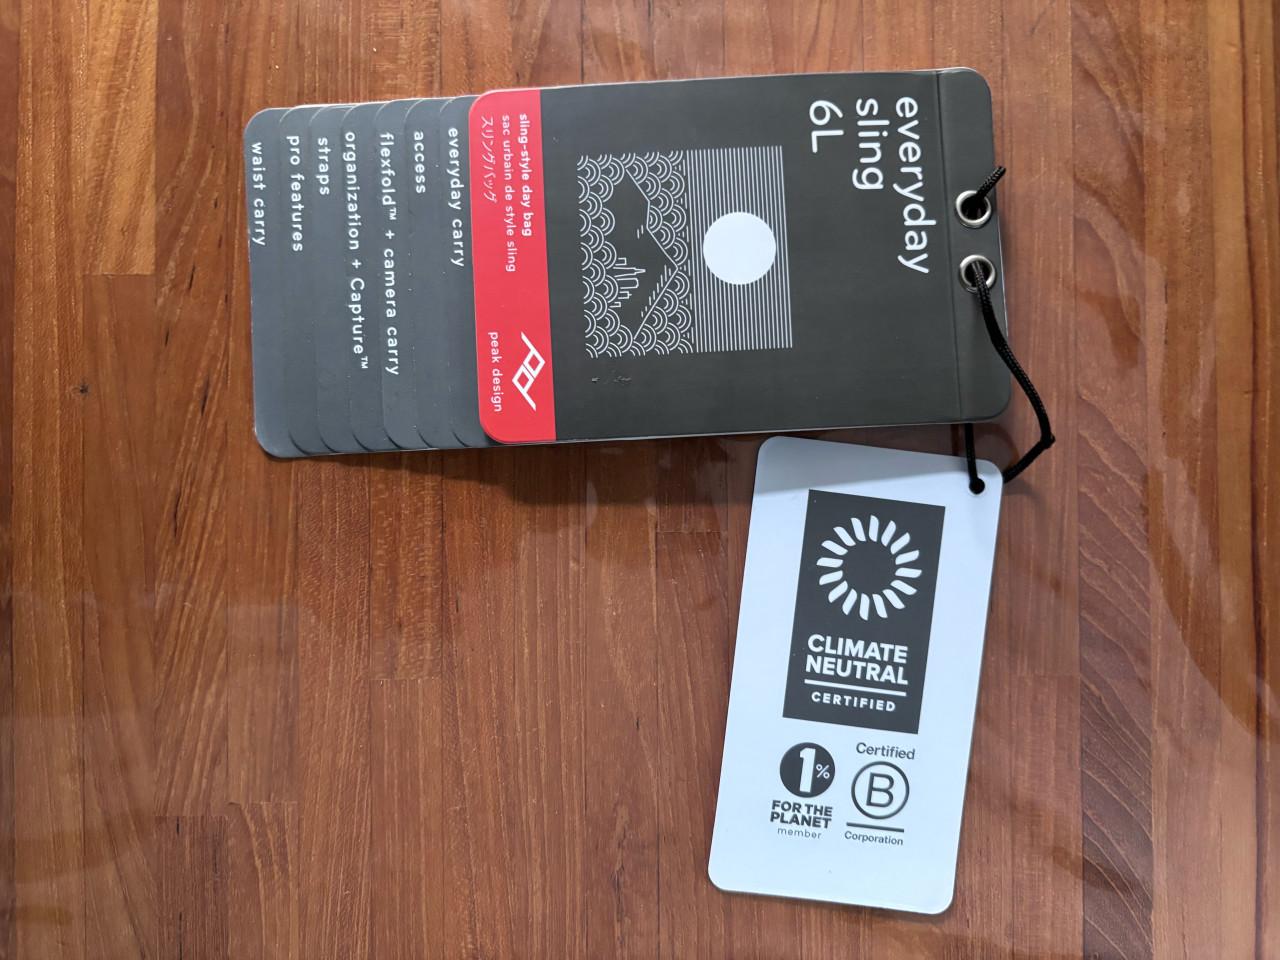 everyday
sling
6L
sling-style day bag
sac urbain de style sling
スリングバッグ
peak design
everyday carry
access
flexfold™ + camera carry
organization + Capture™
straps
pro features
waist carry
CLIMATE
NEUTRAL
CERTIFIED
1%
FOR THE
PLANET
member
Certified
B
Corporation